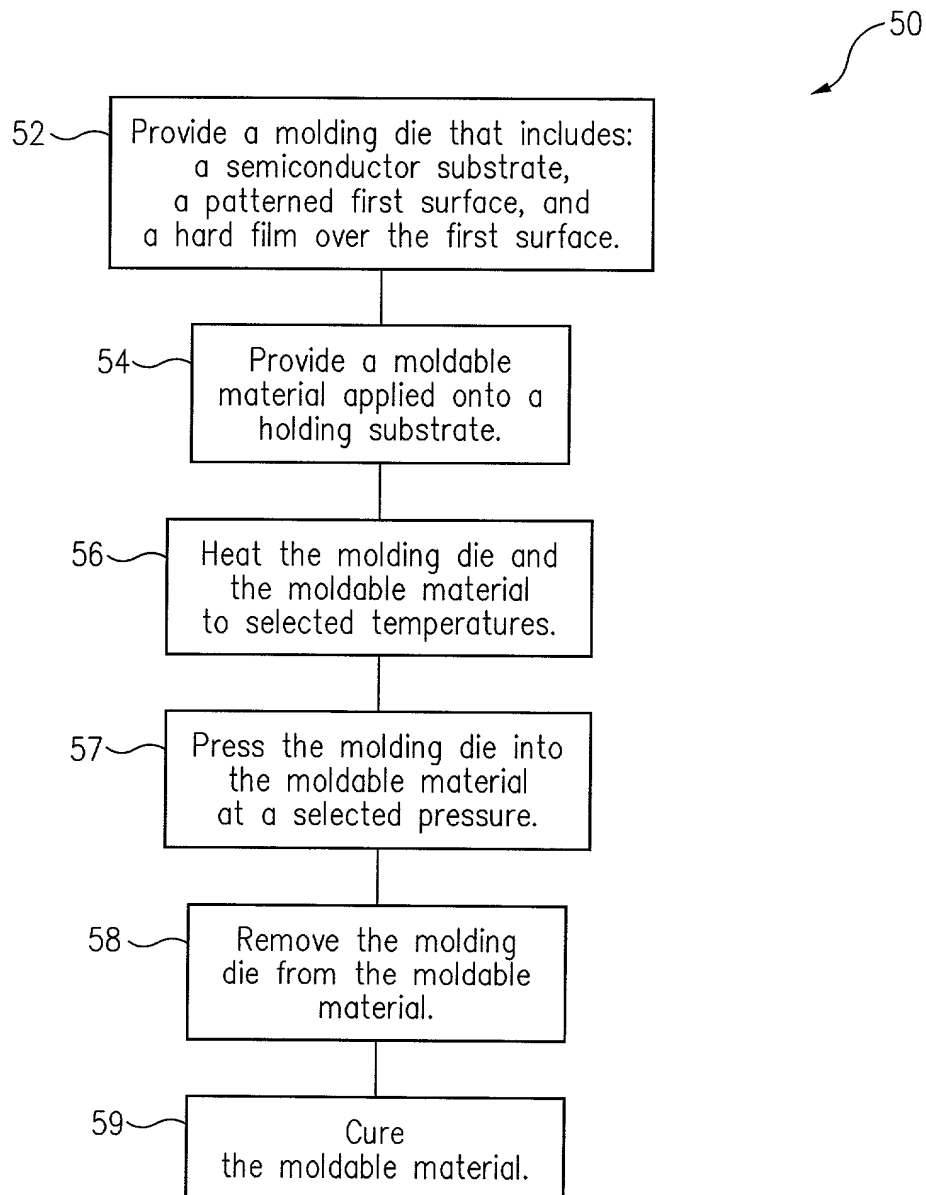 50
52
Provide a molding die that includes:
a semiconductor substrate,
a patterned first surface, and
a hard film over the first surface.
54
Provide a moldable
material applied onto a
holding substrate.
56
Heat the molding die and
the moldable material
to selected temperatures.
57
Press the molding die into
the moldable material
at a selected pressure.
58
Remove the molding
die from the moldable
material.
59
Cure
the moldable material.